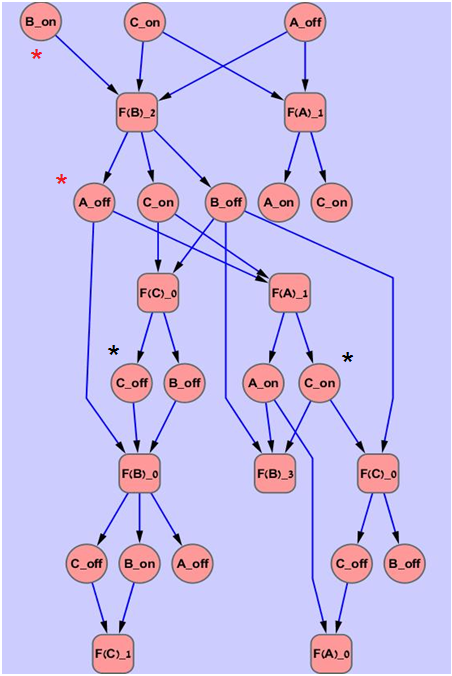 B_on C_on A_off
*
F(B)_2 F(A)_1
*
A_off C_on B_off A_on C_on
F(C)_0 F(A)_1
* *
C_off B_off A_on C_on
F(B)_0 F(B)_3 F(C)_0
C_off B_on A_off C_off B_off
F(C)_1 F(A)_0